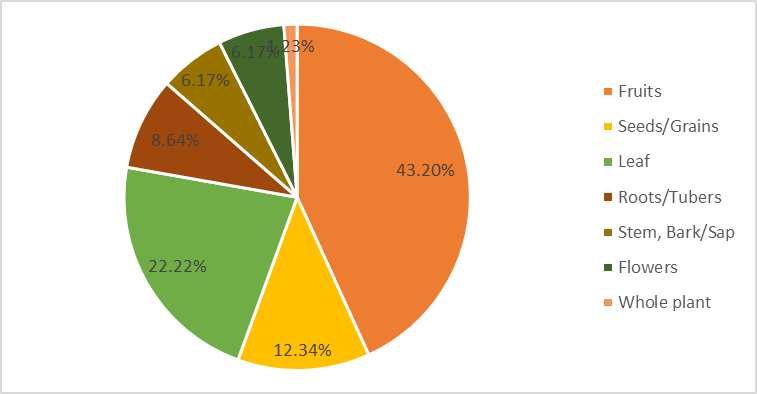 43.20%
12.34%
22.22%
8.64%
6.17%
6.17%
1.23%
Fruits
Seeds/Grains
Leaf
Roots/Tubers
Stem, Bark/Sap
Flowers
Whole plant